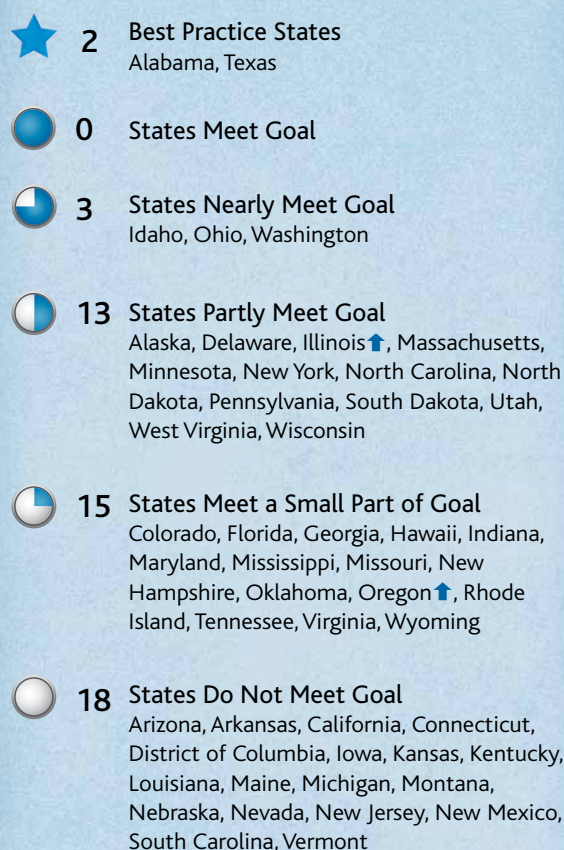 2 Best Practice States
Alabama, Texas
0 States Meet Goal
3 States Nearly Meet Goal
Idaho, Ohio, Washington
13 States Partly Meet Goal
Alaska, Delaware, Illinois⬆, Massachusetts,
Minnesota, New York, North Carolina, North
Dakota, Pennsylvania, South Dakota, Utah,
West Virginia, Wisconsin
15 States Meet a Small Part of Goal
Colorado, Florida, Georgia, Hawaii, Indiana,
Maryland, Mississippi, Missouri, New
Hampshire, Oklahoma, Oregon⬆, Rhode
Island, Tennessee, Virginia, Wyoming
18 States Do Not Meet Goal
Arizona, Arkansas, California, Connecticut,
District of Columbia, Iowa, Kansas, Kentucky,
Louisiana, Maine, Michigan, Montana,
Nebraska, Nevada, New Jersey, New Mexico,
South Carolina, Vermont